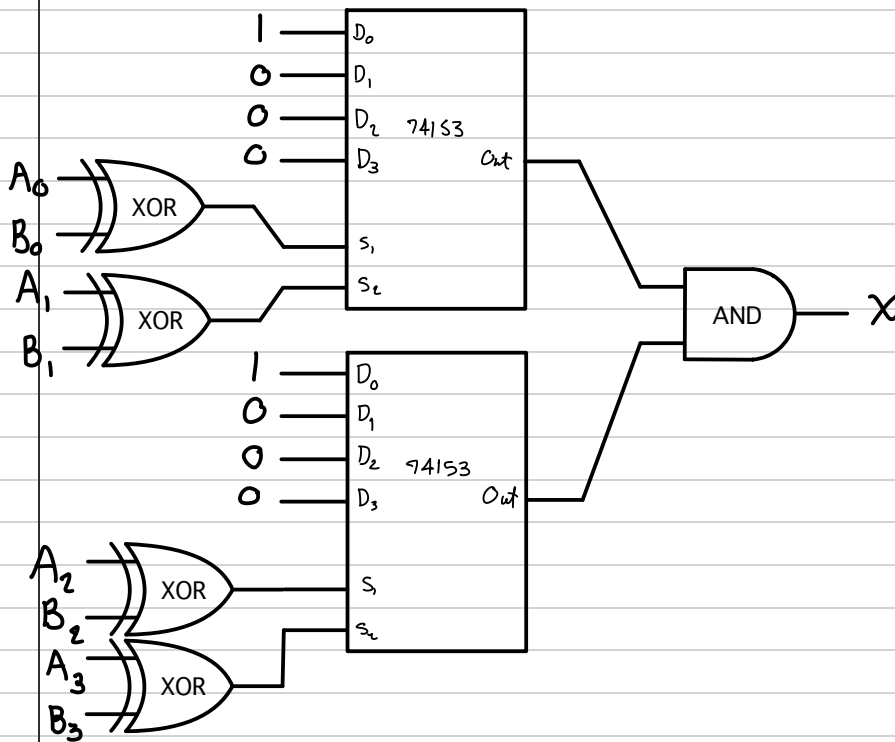 1 D₀
0 D₁
0 D₂ 74153
0 D₃ Out
A₀
XOR
B₀ S₁
A₁ S₂
XOR
B₁
AND X
1 D₀
0 D₁
0 D₂ 74153
0 D₃ Out
A₂
XOR S₁
B₂ S₂
A₃
XOR
B₃